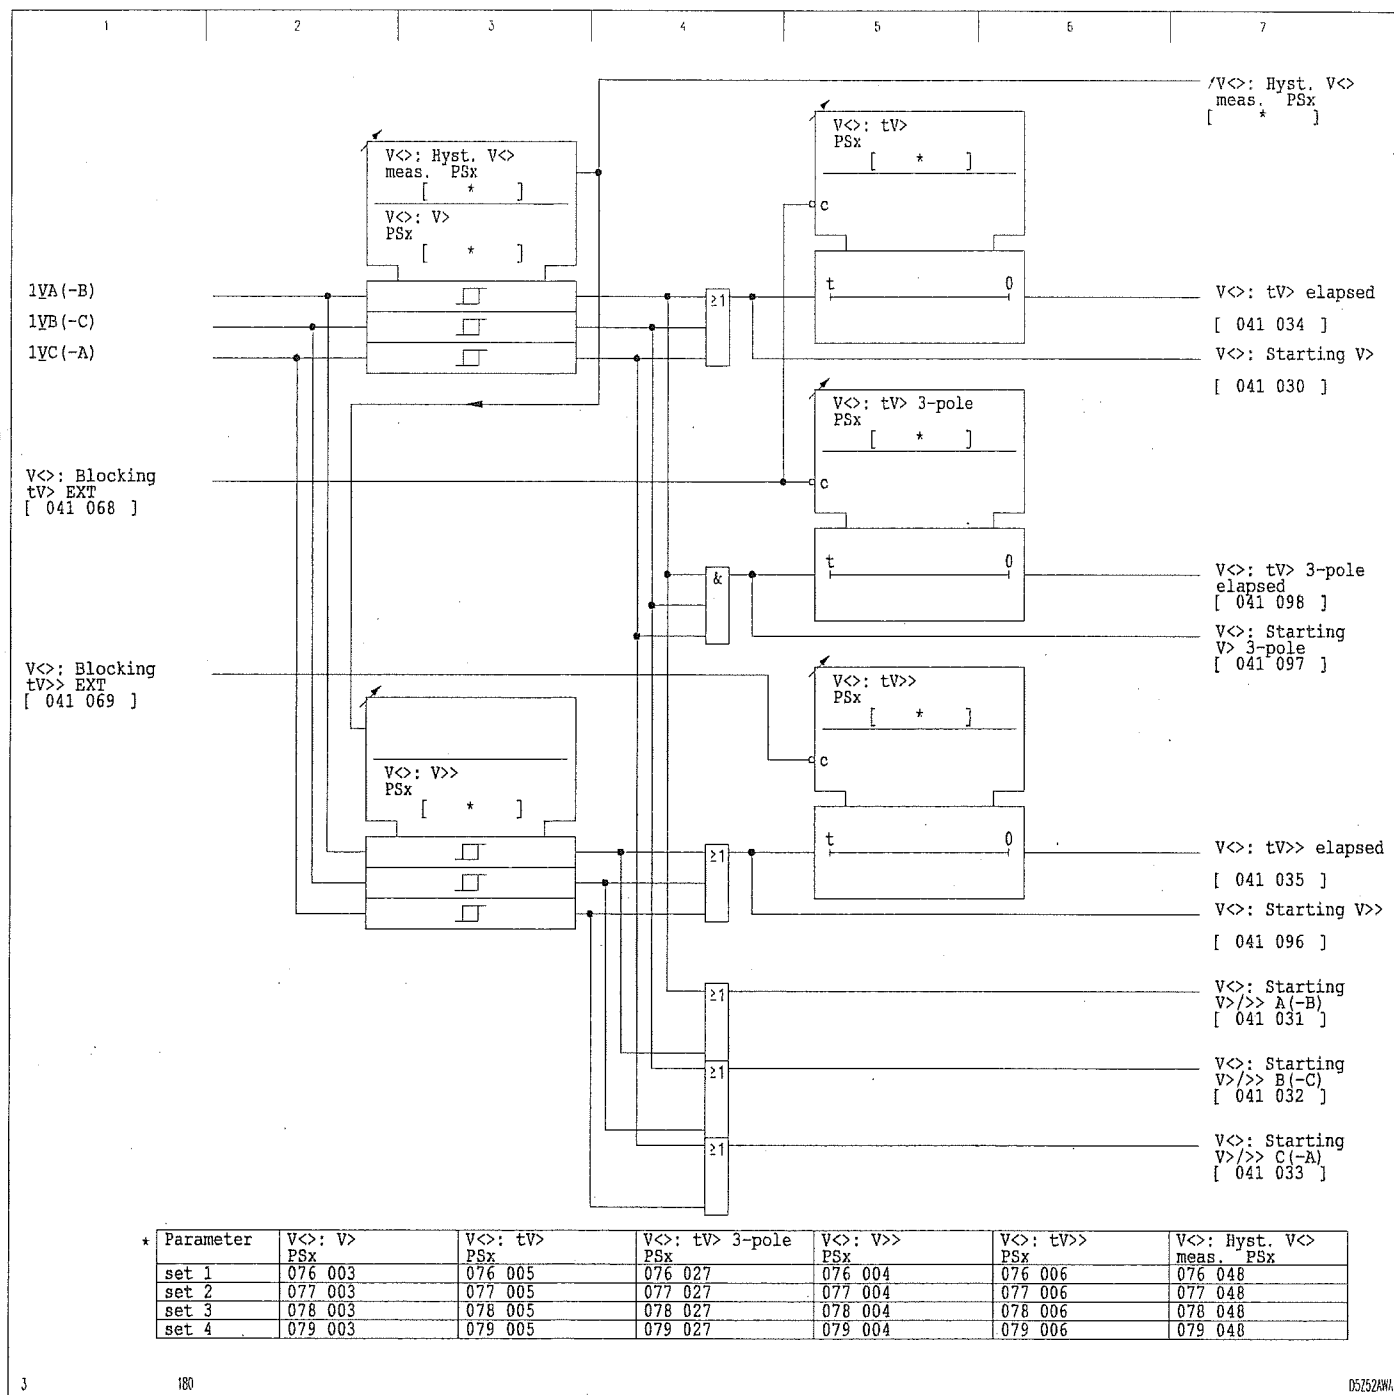 1 2 3 4 5 6 7
/V<>: Hyst. V<>
meas. PSx
[ * ]
V<>: tV>
PSx
[ * ]
c
V<>: Hyst. V<>
meas. PSx
[ * ]
V<>: V>
PSx
[ * ]
1VA(-B)
1VB(-C)
1VC(-A)
≥1
t 0
V<>: tV> elapsed
[ 041 034 ]
V<>: Starting V>
[ 041 030 ]
V<>: tV> 3-pole
PSx
[ * ]
c
V<>: Blocking
tV> EXT
[ 041 068 ]
&
t 0
V<>: tV> 3-pole
elapsed
[ 041 098 ]
V<>: Starting
V> 3-pole
[ 041 097 ]
V<>: Blocking
tV>> EXT
[ 041 069 ]
V<>: tV>>
PSx
[ * ]
c
V<>: V>>
PSx
[ * ]
≥1
t 0
V<>: tV>> elapsed
[ 041 035 ]
V<>: Starting V>>
[ 041 096 ]
≥1
V<>: Starting
V>/>> A(-B)
[ 041 031 ]
≥1
V<>: Starting
V>/>> B(-C)
[ 041 032 ]
≥1
V<>: Starting
V>/>> C(-A)
[ 041 033 ]
* Parameter V<>: V> V<>: tV> V<>: tV> 3-pole V<>: V>> V<>: tV>> V<>: Hyst. V<>
PSx PSx PSx PSx PSx meas. PSx
set 1 076 003 076 005 076 027 076 004 076 006 076 048
set 2 077 003 077 005 077 027 077 004 077 006 077 048
set 3 078 003 078 005 078 027 078 004 078 006 078 048
set 4 079 003 079 005 079 027 079 004 079 006 079 048
3 180 D5Z52AWA